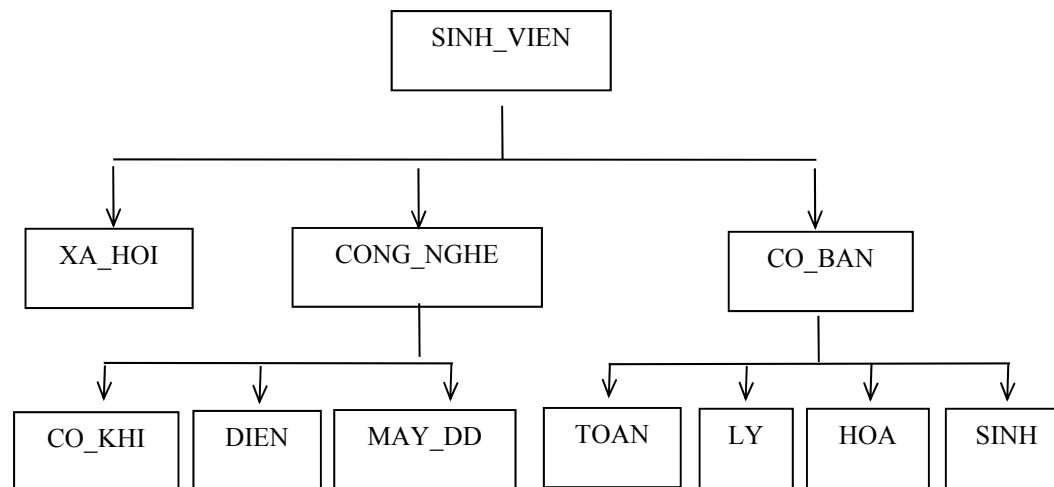 SINH_VIEN
XA_HOI
CONG_NGHE
CO_BAN
CO_KHI
DIEN
MAY_DD
TOAN
LY
HOA
SINH